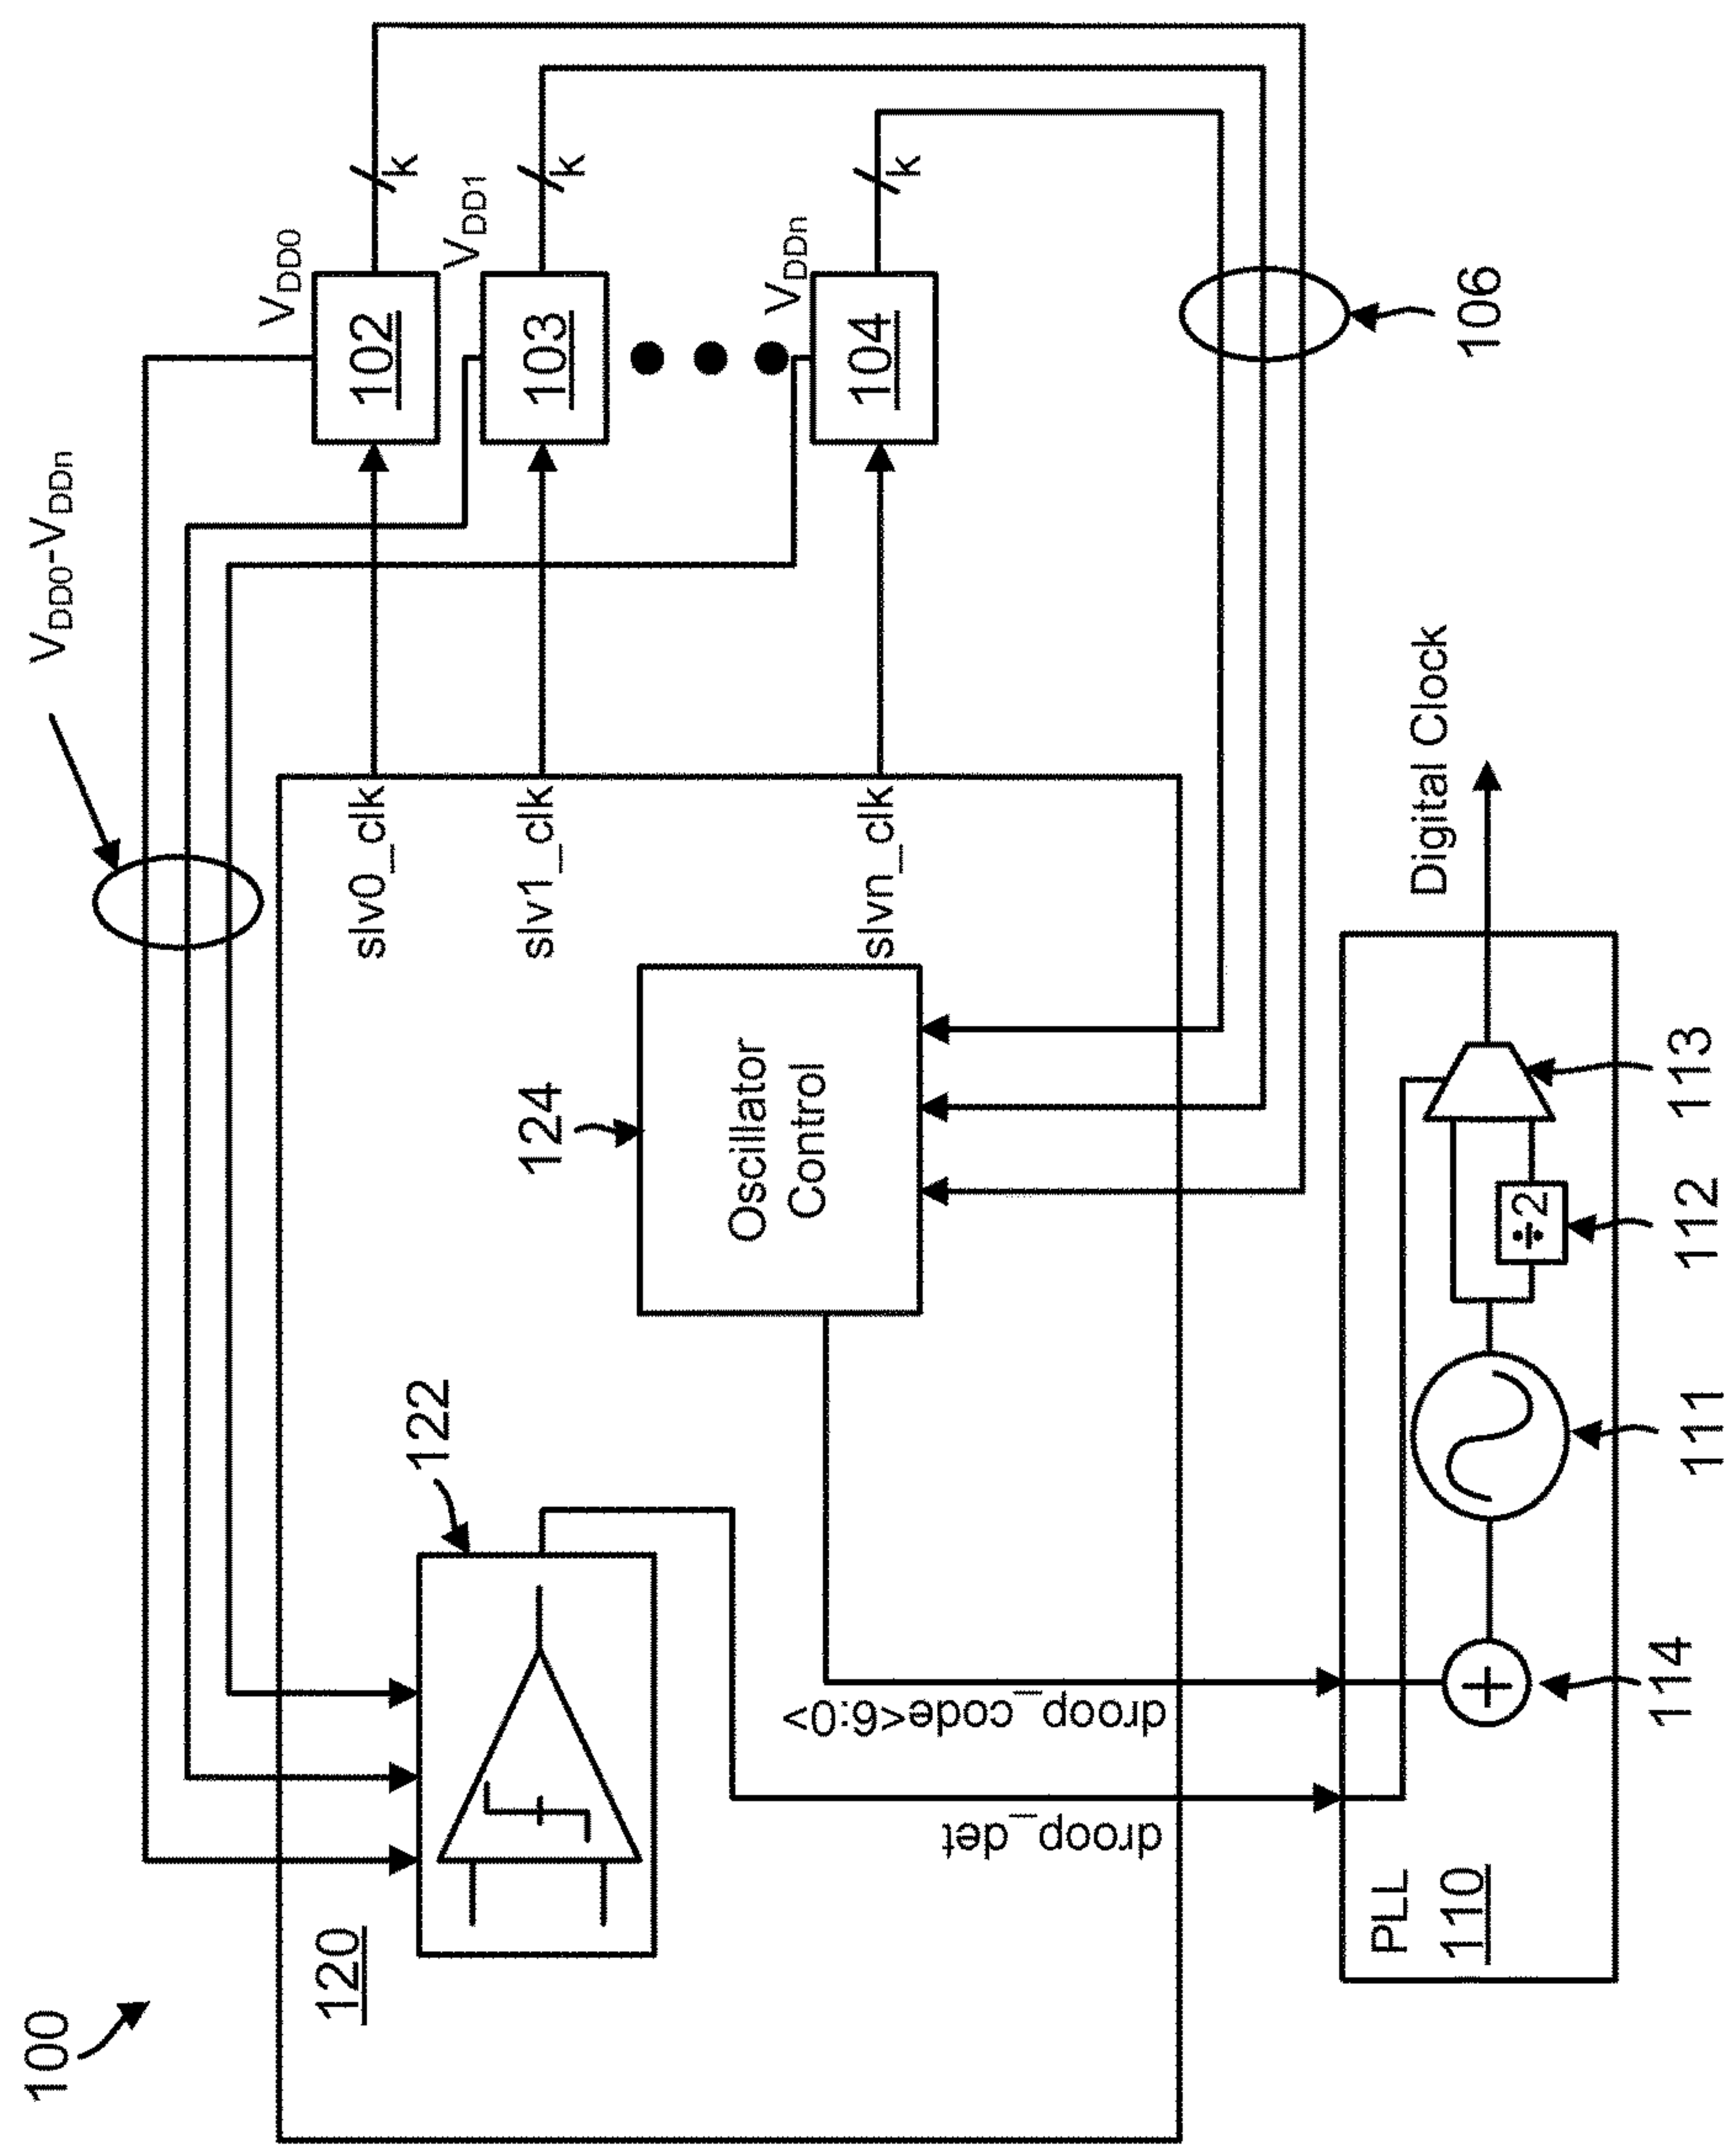 100
V_DD0-V_DDn
120
122
124
Oscillator
Control
slv0_clk
slv1_clk
slvn_clk
V_DD0
102
V_DD1
103
V_DDn
104
k
k
k
106
droop_det
droop_code<6:0>
PLL
110
114
111
÷2
112
113
Digital Clock